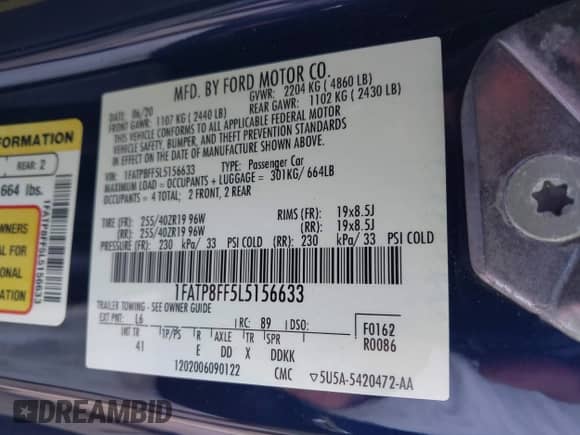 MFD. BY FORD MOTOR CO.
DATE: 06/20 GVWR: 2204 KG ( 4860 LB)
FRONT GAWR: 1107 KG ( 2440 LB) REAR GAWR: 1102 KG ( 2430 LB)
THIS VEHICLE CONFORMS TO ALL APPLICABLE FEDERAL MOTOR
VEHICLE SAFETY, BUMPER, AND THEFT PREVENTION STANDARDS
IN EFFECT ON THE DATE OF MANUFACTURE SHOWN ABOVE.
VIN: 1FATP8FF5L5156633 TYPE: Passenger Car
MAXIMUM LOAD = OCCUPANTS + LUGGAGE = 301KG/ 664LB
OCCUPANTS = 4 TOTAL; 2 FRONT, 2 REAR
TIRE (FR): 255/40ZR19 96W RIMS (FR): 19x8.5J
(RR): 255/40ZR19 96W (RR): 19x8.5J
PRESSURE (FR): 230 kPa/ 33 PSI COLD (RR): 230 kPa/ 33 PSI COLD
1FATP8FF5L5156633
TRAILER TOWING - SEE OWNER GUIDE
EXT PNT: L6 RC: 89 DSO: F0162
INT TR TP/PS R AXLE TR SPR R0086
41 E DD X DDKK
1202006090122 CMC ▽5U5A-5420472-AA
FORMATION
REAR: 2
664 lbs.
OWNERS
AL FOR
IONAL
ON
1FATP8FF5L5156633
DREAMBID